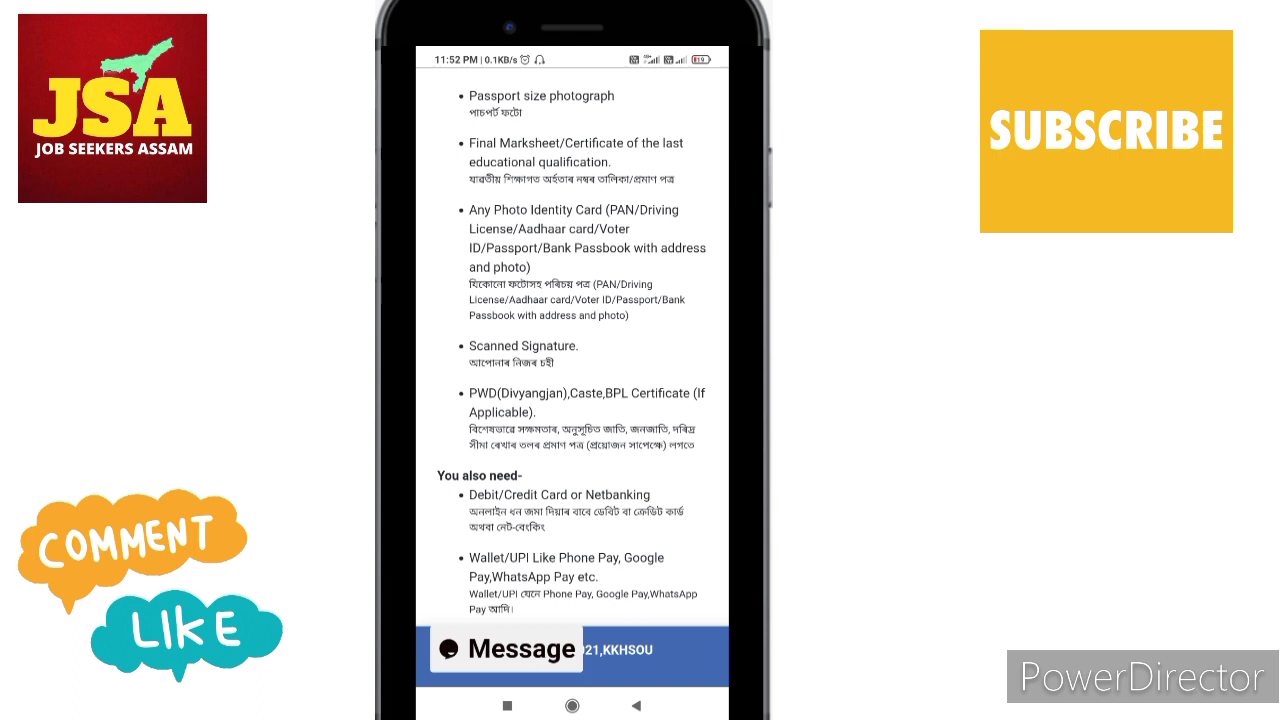 JSA
JOB SEEKERS ASSAM
11:52 PM | 0.1KB/s
19
• Passport size photograph
পাচপৰ্ট ফটো
• Final Marksheet/Certificate of the last
educational qualification.
যাৱতীয় শিক্ষাগত অৰ্হতাৰ নম্বৰ তালিকা/প্ৰমাণ পত্ৰ
• Any Photo Identity Card (PAN/Driving
License/Aadhaar card/Voter
ID/Passport/Bank Passbook with address
and photo)
যিকোনো ফটোসহ পৰিচয় পত্ৰ (PAN/Driving
License/Aadhaar card/Voter ID/Passport/Bank
Passbook with address and photo)
• Scanned Signature.
আপোনাৰ নিজৰ চহী
• PWD(Divyangjan),Caste,BPL Certificate (If
Applicable).
বিশেষভাৱে সক্ষমতাৰ, অনুসূচিত জাতি, জনজাতি, দৰিদ্ৰ
সীমা ৰেখাৰ তলৰ প্ৰমাণ পত্ৰ (প্ৰয়োজন সাপেক্ষে) লগতে
You also need-
• Debit/Credit Card or Netbanking
অনলাইন ধন জমা দিয়াৰ বাবে ডেবিট বা ক্ৰেডিট কাৰ্ড
অথবা নেট-বেংকিং
• Wallet/UPI Like Phone Pay, Google
Pay,WhatsApp Pay etc.
Wallet/UPI যেনে Phone Pay, Google Pay,WhatsApp
Pay আদি।
Message
021,KKHSOU
SUBSCRIBE
COMMENT
LIKE
PowerDirector